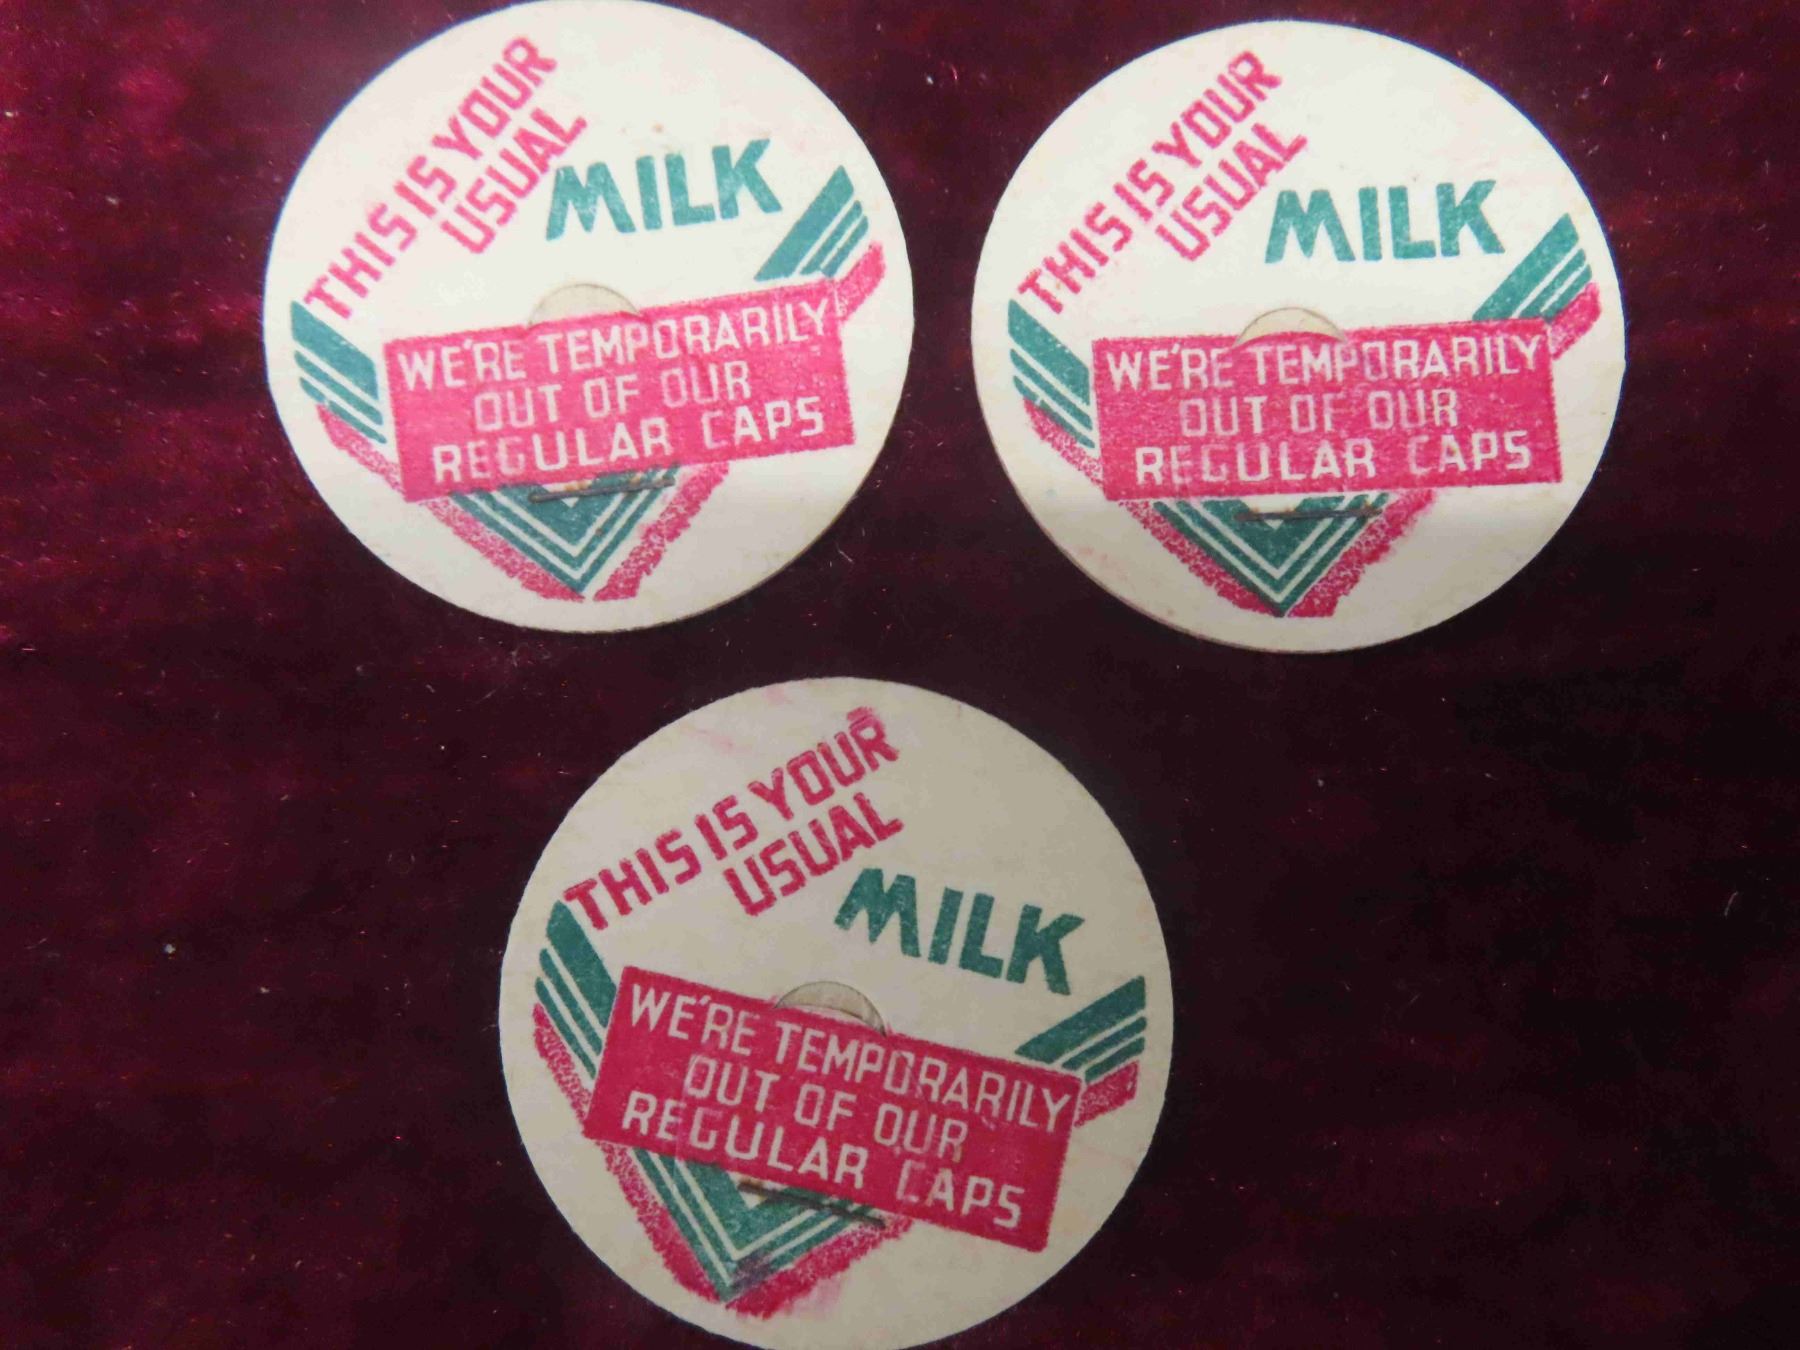 THIS IS YOUR
USUAL
MILK
WE'RE TEMPORARILY
OUT OF OUR
REGULAR CAPS
THIS IS YOUR
USUAL
MILK
WE'RE TEMPORARILY
OUT OF OUR
REGULAR CAPS
THIS IS YOUR
USUAL
MILK
WE'RE TEMPORARILY
OUT OF OUR
REGULAR CAPS